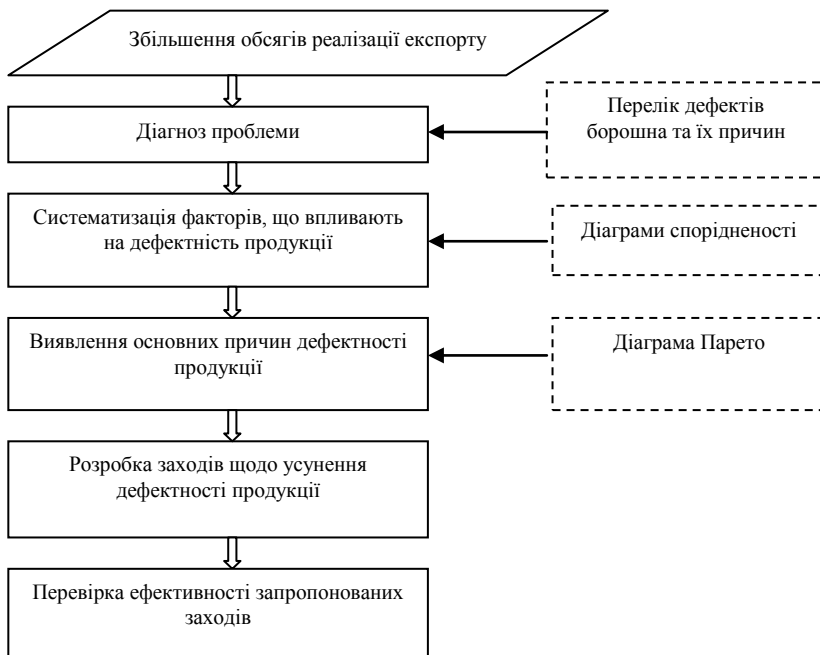 Збільшення обсягів реалізації експорту
Діагноз проблеми
Перелік дефектів
борошна та їх причин
Систематизація факторів, що впливають
на дефектність продукції
Діаграми спорідненості
Виявлення основних причин дефектності
продукції
Діаграма Парето
Розробка заходів щодо усунення
дефектності продукції
Перевірка ефективності запропонованих
заходів